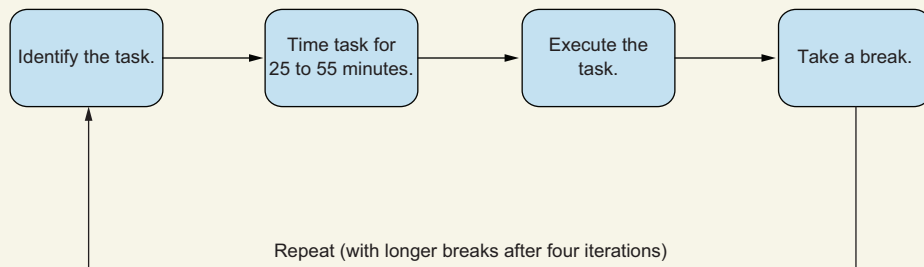 Identify the task.
Time task for
25 to 55 minutes.
Execute the
task.
Take a break.
Repeat (with longer breaks after four iterations)